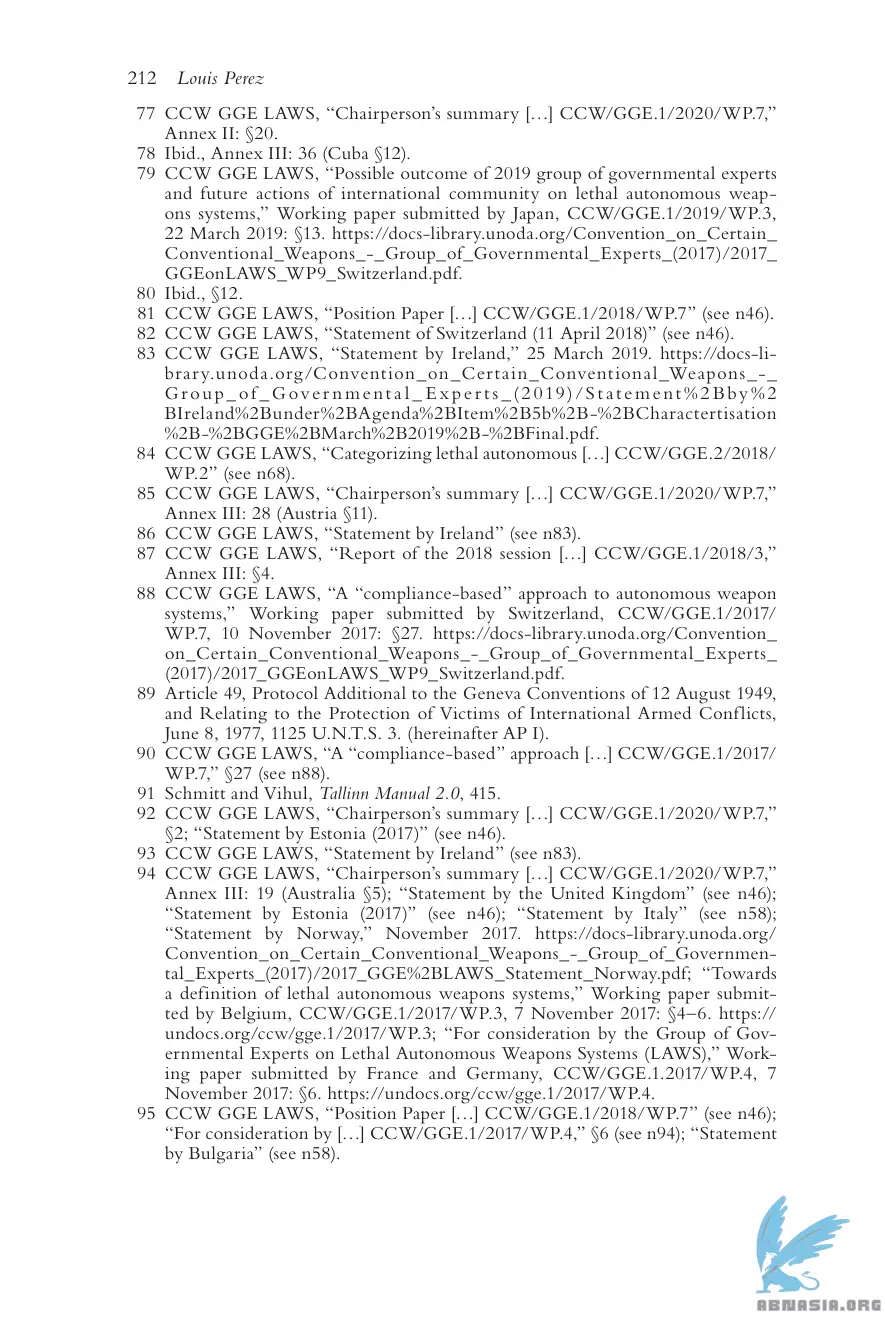 212 Louis Perez
77 CCW GGE LAWS, “Chairperson’s summary […] CCW/GGE.1/2020/WP.7,”
Annex II: §20.
78 Ibid., Annex III: 36 (Cuba §12).
79 CCW GGE LAWS, “Possible outcome of 2019 group of governmental experts
and future actions of international community on lethal autonomous weap-
ons systems,” Working paper submitted by Japan, CCW/GGE.1/2019/WP.3,
22 March 2019: §13. https://docs-library.unoda.org/Convention_on_Certain_
Conventional_Weapons_-_Group_of_Governmental_Experts_(2017)/2017_
GGEonLAWS_WP9_Switzerland.pdf.
80 Ibid., §12.
81 CCW GGE LAWS, “Position Paper […] CCW/GGE.1/2018/WP.7” (see n46).
82 CCW GGE LAWS, “Statement of Switzerland (11 April 2018)” (see n46).
83 CCW GGE LAWS, “Statement by Ireland,” 25 March 2019. https://docs-li-
brary.unoda.org/Convention_on_Certain_Conventional_Weapons_-_
Group_of_Governmental_Experts_(2019)/Statement%2Bby%2
BIreland%2Bunder%2BAgenda%2BItem%2B5b%2B-%2BCharactertisation
%2B-%2BGGE%2BMarch%2B2019%2B-%2BFinal.pdf.
84 CCW GGE LAWS, “Categorizing lethal autonomous […] CCW/GGE.2/2018/
WP.2” (see n68).
85 CCW GGE LAWS, “Chairperson’s summary […] CCW/GGE.1/2020/WP.7,”
Annex III: 28 (Austria §11).
86 CCW GGE LAWS, “Statement by Ireland” (see n83).
87 CCW GGE LAWS, “Report of the 2018 session […] CCW/GGE.1/2018/3,”
Annex III: §4.
88 CCW GGE LAWS, “A “compliance-based” approach to autonomous weapon
systems,” Working paper submitted by Switzerland, CCW/GGE.1/2017/
WP.7, 10 November 2017: §27. https://docs-library.unoda.org/Convention_
on_Certain_Conventional_Weapons_-_Group_of_Governmental_Experts_
(2017)/2017_GGEonLAWS_WP9_Switzerland.pdf.
89 Article 49, Protocol Additional to the Geneva Conventions of 12 August 1949,
and Relating to the Protection of Victims of International Armed Conflicts,
June 8, 1977, 1125 U.N.T.S. 3. (hereinafter AP I).
90 CCW GGE LAWS, “A “compliance-based” approach […] CCW/GGE.1/2017/
WP.7,” §27 (see n88).
91 Schmitt and Vihul, Tallinn Manual 2.0, 415.
92 CCW GGE LAWS, “Chairperson’s summary […] CCW/GGE.1/2020/WP.7,”
§2; “Statement by Estonia (2017)” (see n46).
93 CCW GGE LAWS, “Statement by Ireland” (see n83).
94 CCW GGE LAWS, “Chairperson’s summary […] CCW/GGE.1/2020/WP.7,”
Annex III: 19 (Australia §5); “Statement by the United Kingdom” (see n46);
“Statement by Estonia (2017)” (see n46); “Statement by Italy” (see n58);
“Statement by Norway,” November 2017. https://docs-library.unoda.org/
Convention_on_Certain_Conventional_Weapons_-_Group_of_Governmen-
tal_Experts_(2017)/2017_GGE%2BLAWS_Statement_Norway.pdf; “Towards
a definition of lethal autonomous weapons systems,” Working paper submit-
ted by Belgium, CCW/GGE.1/2017/WP.3, 7 November 2017: §4–6. https://
undocs.org/ccw/gge.1/2017/WP.3; “For consideration by the Group of Gov-
ernmental Experts on Lethal Autonomous Weapons Systems (LAWS),” Work-
ing paper submitted by France and Germany, CCW/GGE.1.2017/WP.4, 7
November 2017: §6. https://undocs.org/ccw/gge.1/2017/WP.4.
95 CCW GGE LAWS, “Position Paper […] CCW/GGE.1/2018/WP.7” (see n46);
“For consideration by […] CCW/GGE.1/2017/WP.4,” §6 (see n94); “Statement
by Bulgaria” (see n58).
ABNASIA.ORG